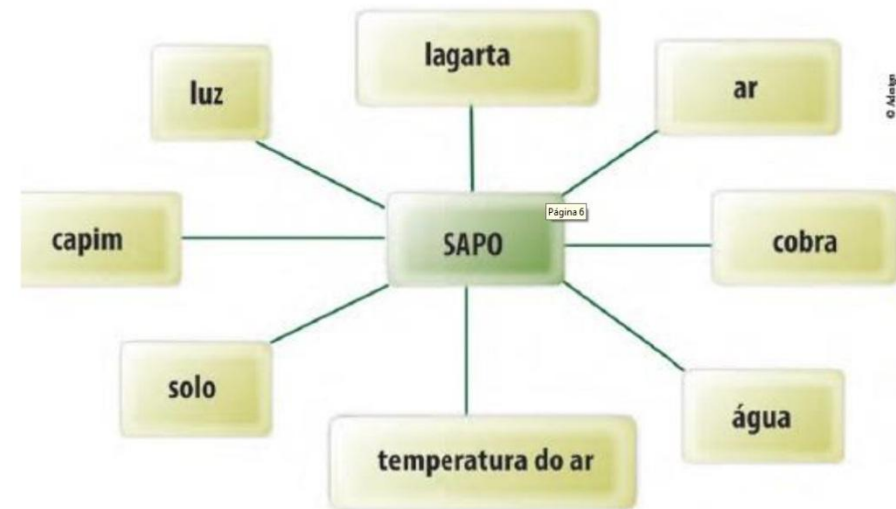 lagarta
luz
ar
capim
SAPO
Página 6
cobra
solo
água
temperatura do ar